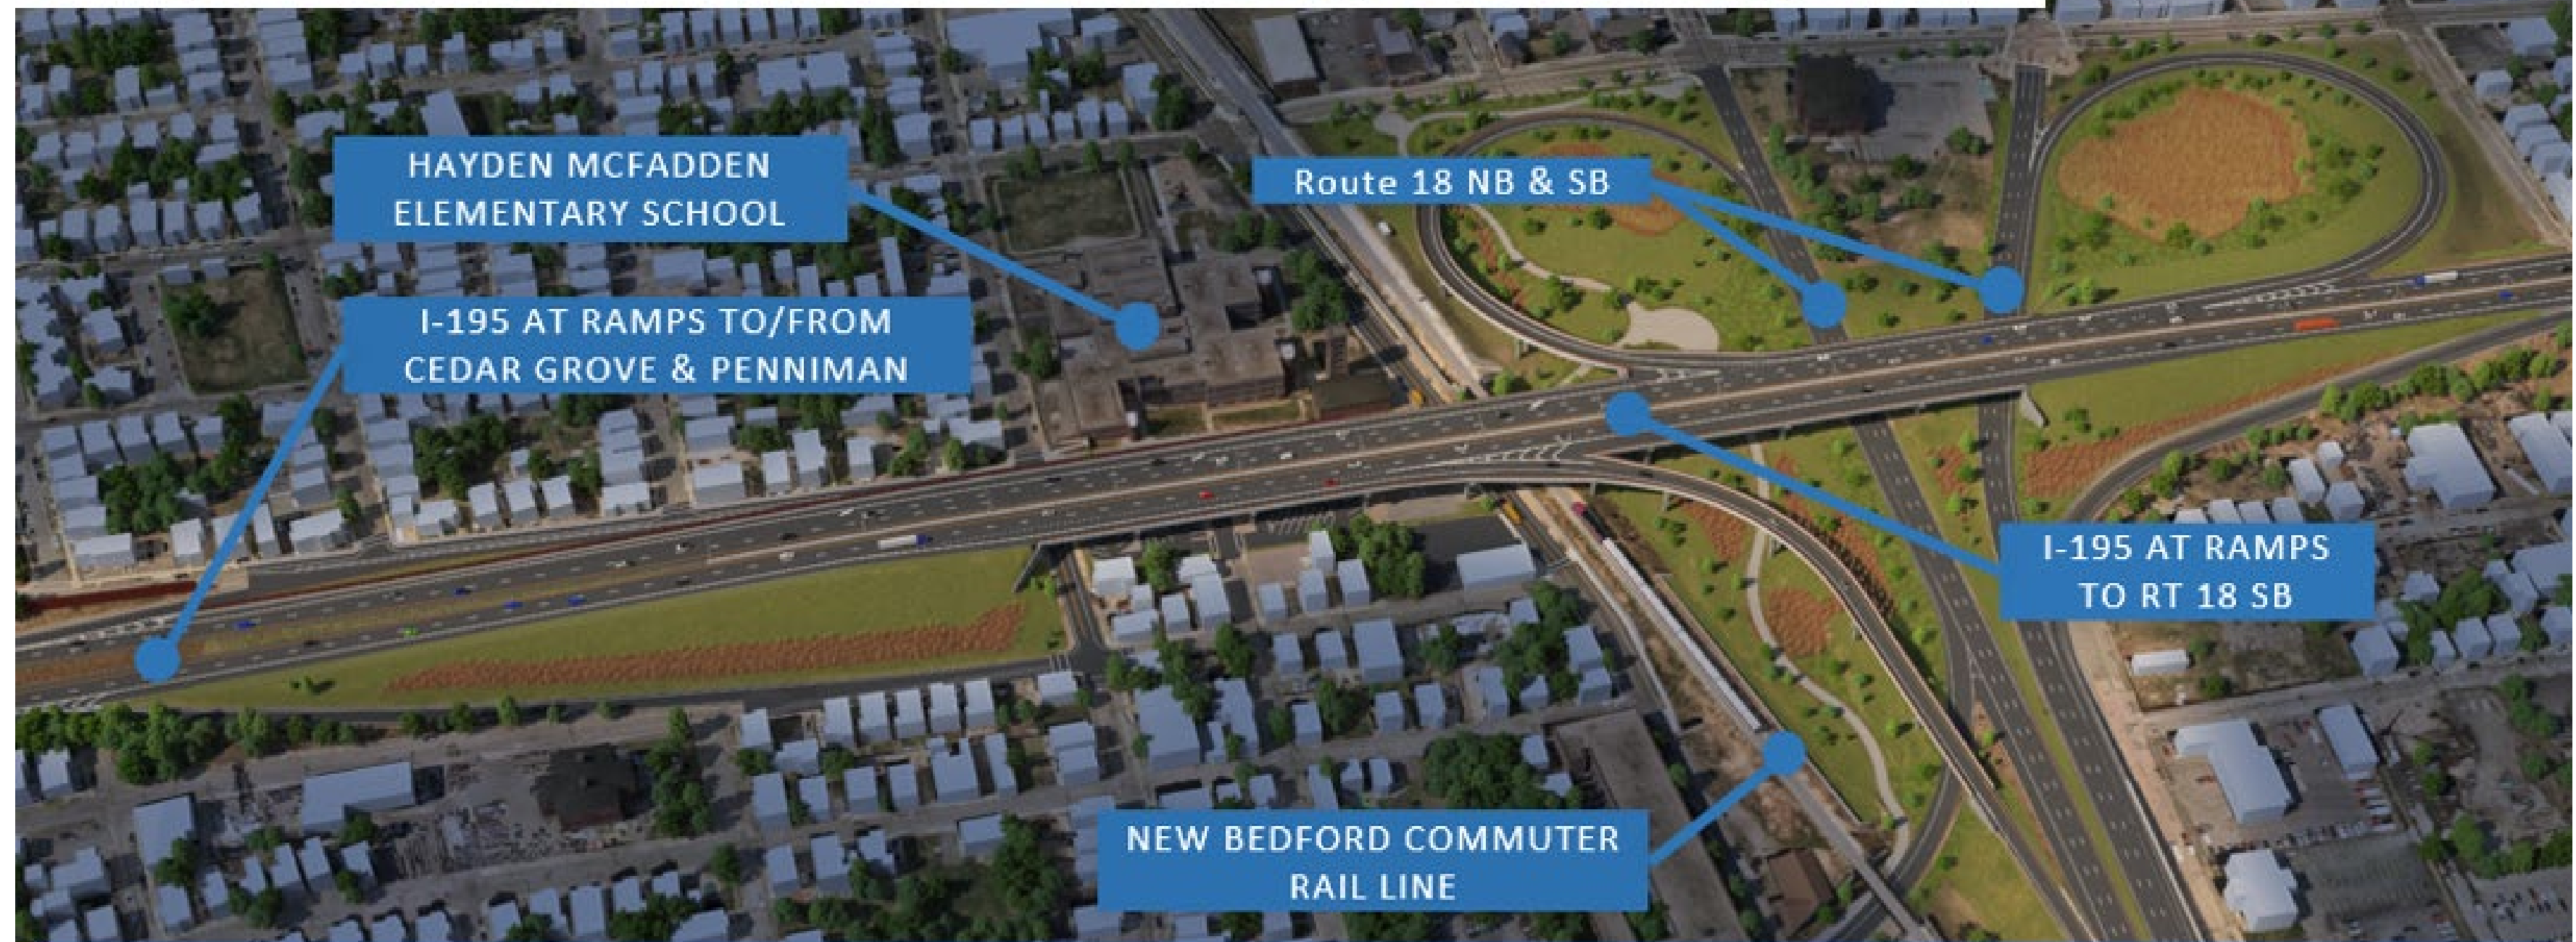 HAYDEN MCFADDEN
ELEMENTARY SCHOOL
Route 18 NB & SB
I-195 AT RAMPS TO/FROM
CEDAR GROVE & PENNIMAN
I-195 AT RAMPS
TO RT 18 SB
NEW BEDFORD COMMUTER
RAIL LINE